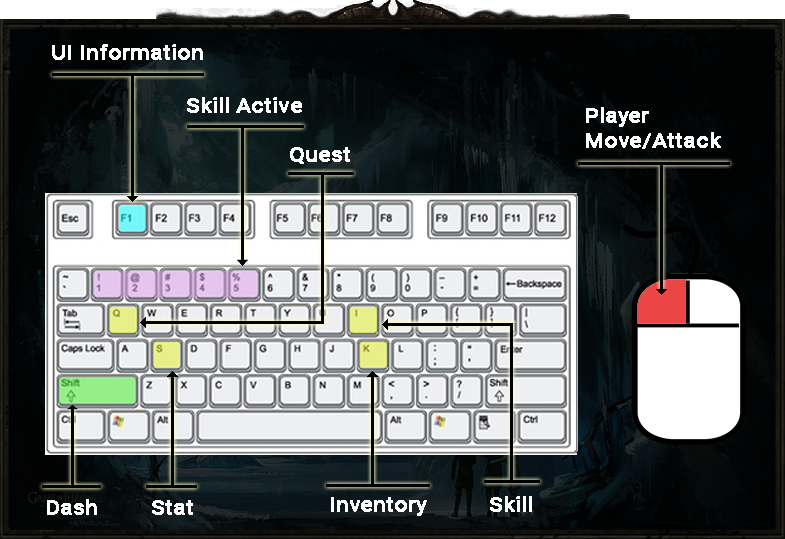 UI Information
Skill Active
Quest
Player
Move/Attack
Esc F1 F2 F3 F4 F5 F6 F7 F8 F9 F10 F11 F12
~ ! @ # $ % ^ & * ( ) - +
` 1 2 3 4 5 6 7 8 9 0 - = ←Backspace
Tab Q W E R T Y U I O P { } |
[ ] \
Caps Lock A S D F G H J K L : " Enter
; '
Shift Z X C V B N M < > ? Shift
, . /
Ctrl Alt Alt Ctrl
Dash
Stat
Inventory
Skill